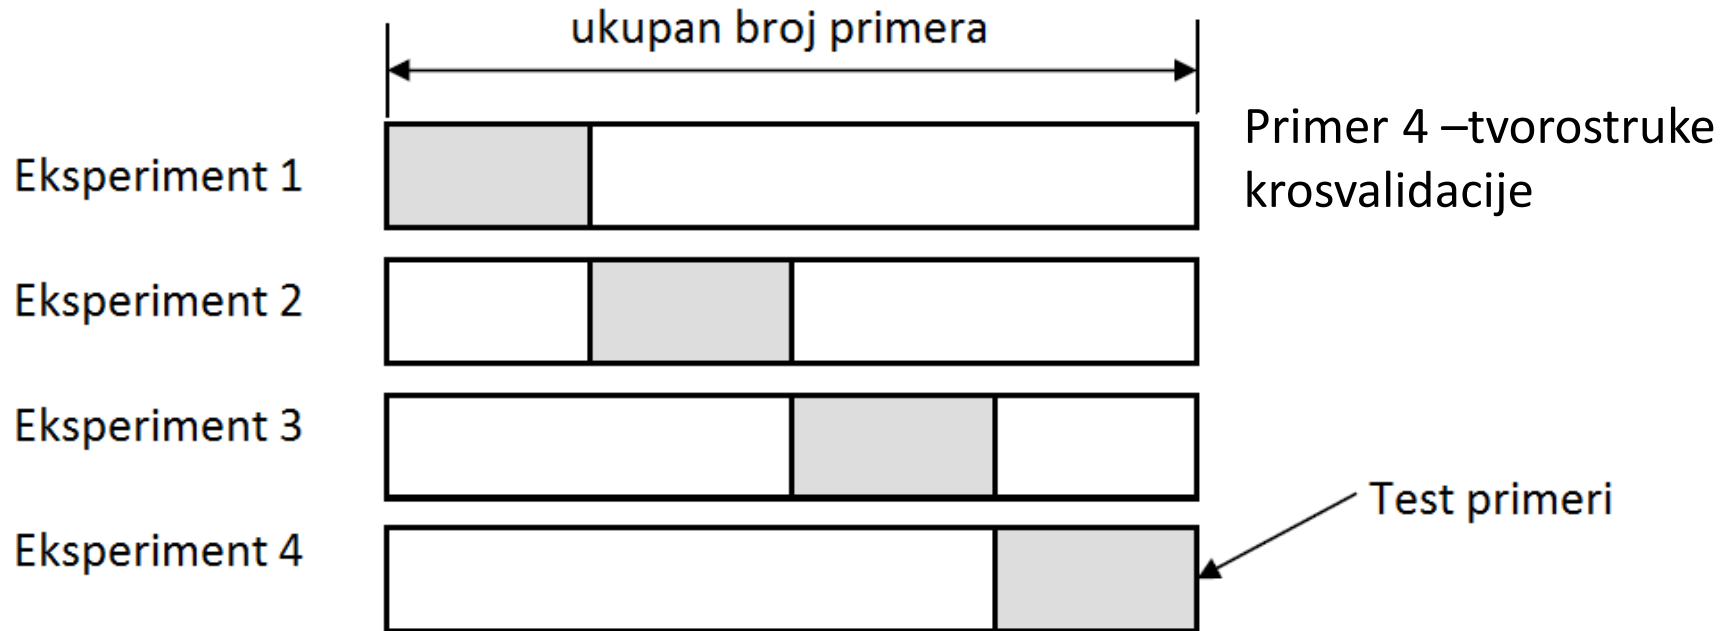 ukupan broj primera
Primer 4 –tvorostruke
krosvalidacije
Eksperiment 1
Eksperiment 2
Eksperiment 3
Eksperiment 4
Test primeri